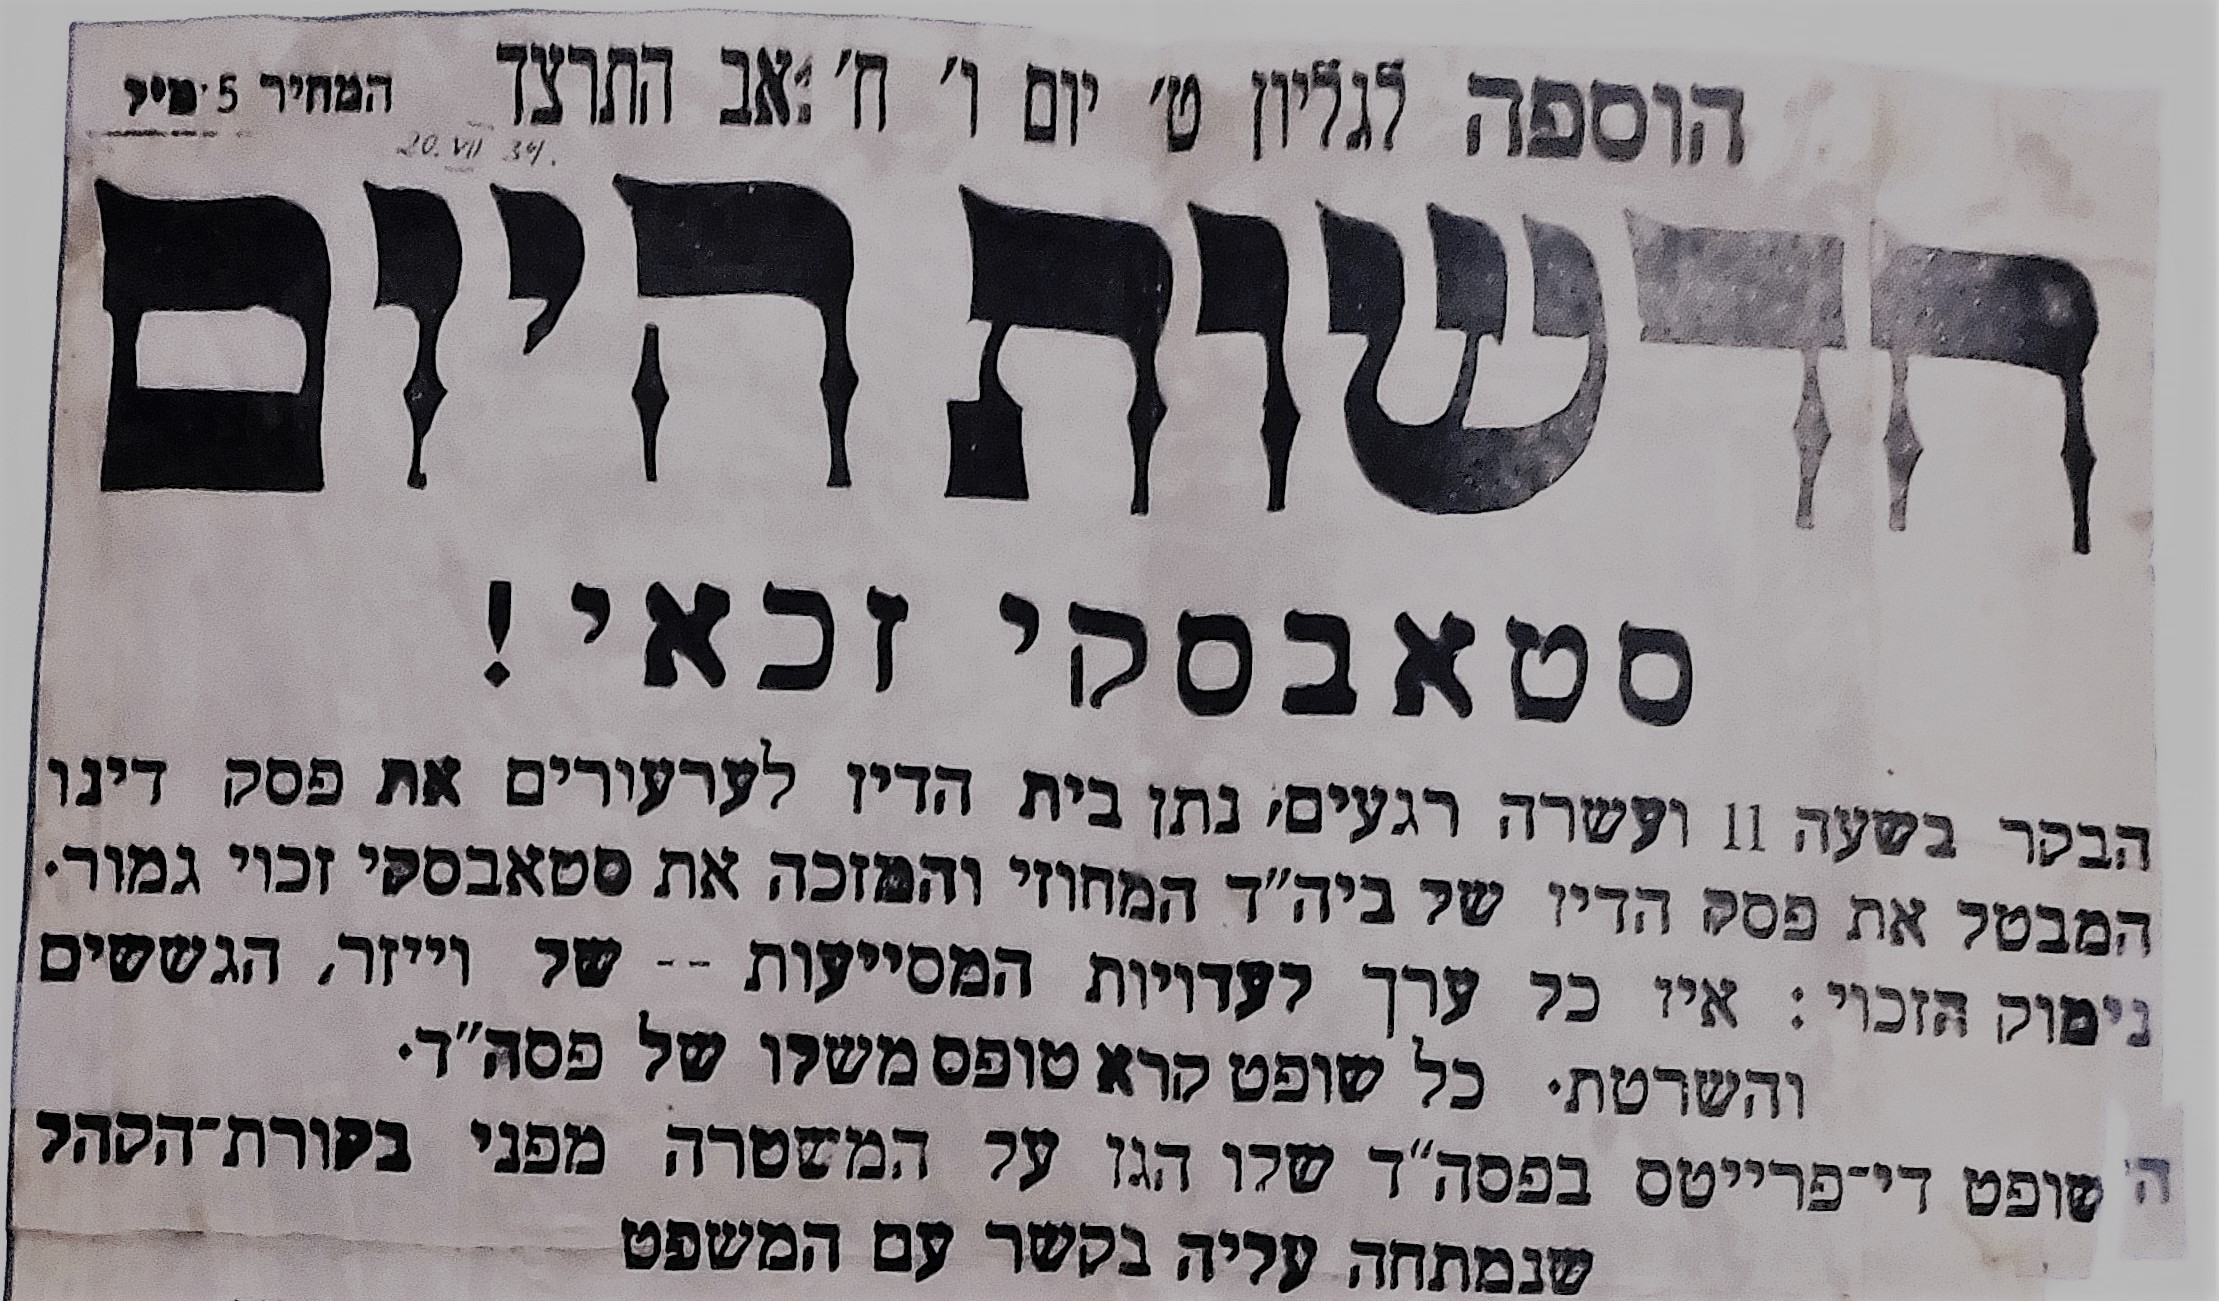 הוספה לגליון ט׳ יום ו׳ ח׳ אב התרצד המחיר 5 מיל
20.VII 34.
חדשות היום
סטאבסקי זכאי !
הבקר בשעה 11 ועשרה רגעים, נתן בית הדין לערעורים את פסק דינו
המבטל את פסק הדין של ביה"ד המחוזי והמזכה את סטאבסקי זכוי גמור.
נימוק הזכוי : אין כל ערך לעדויות המסייעות -- של וייזר, הגששים
והשרטת. כל שופט קרא טופס משלו של פסה"ד.
ה׳ שופט די-פרייטס בפסה"ד שלו הגן על המשטרה מפני בקורת-הקהל
שנמתחה עליה בקשר עם המשפט